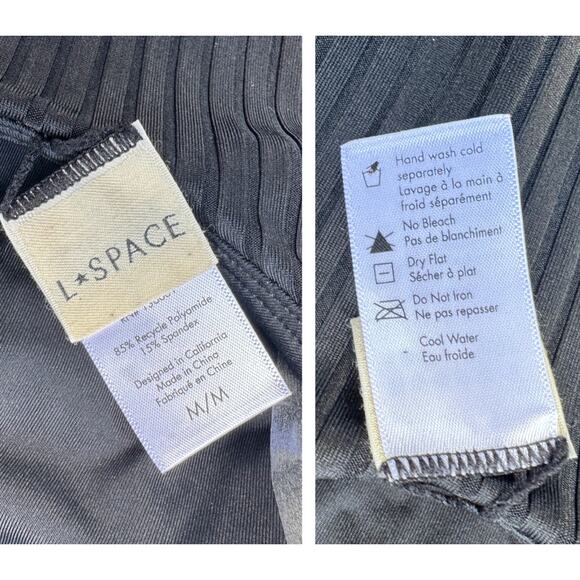 L★SPACE
85% Recycle Polyamide
15% Spandex
Designed in California
Made in China
Fabriqué en Chine
M/M
Hand wash cold
separately
Lavage à la main à
froid séparément
No Bleach
Pas de blanchiment
Dry Flat
Sécher à plat
Do Not Iron
Ne pas repasser
Cool Water
Eau froide